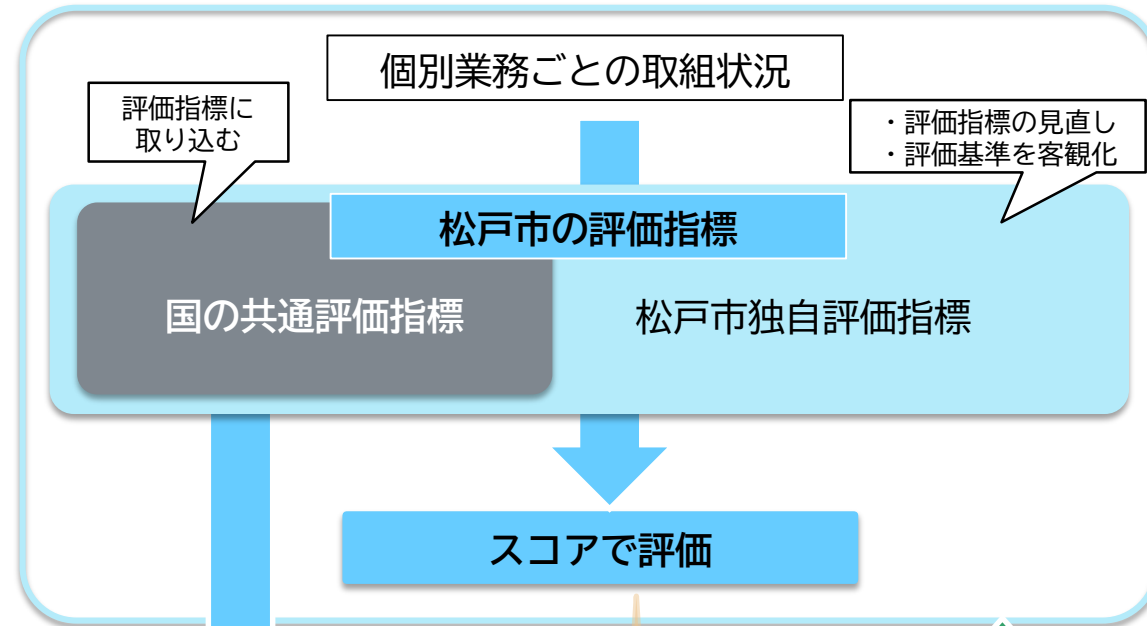 個別業務ごとの取組状況
評価指標に
取り込む
・評価指標の見直し
・評価基準を客観化
松戸市の評価指標
国の共通評価指標
松戸市独自評価指標
スコアで評価